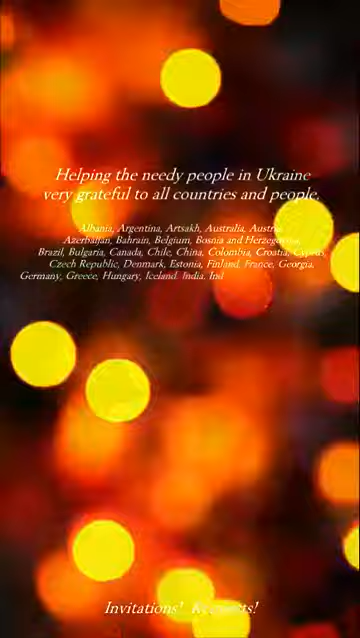 Helping the needy people in Ukraine
very grateful to all countries and people.
Albania, Argentina, Artsakh, Australia, Austria,
Azerbaijan, Bahrain, Belgium, Bosnia and Herzegovina,
Brazil, Bulgaria, Canada, Chile, China, Colombia, Croatia, Cyprus,
Czech Republic, Denmark, Estonia, Finland, France, Georgia,
Germany, Greece, Hungary, Iceland, India, Ind
Invitations! Requests!